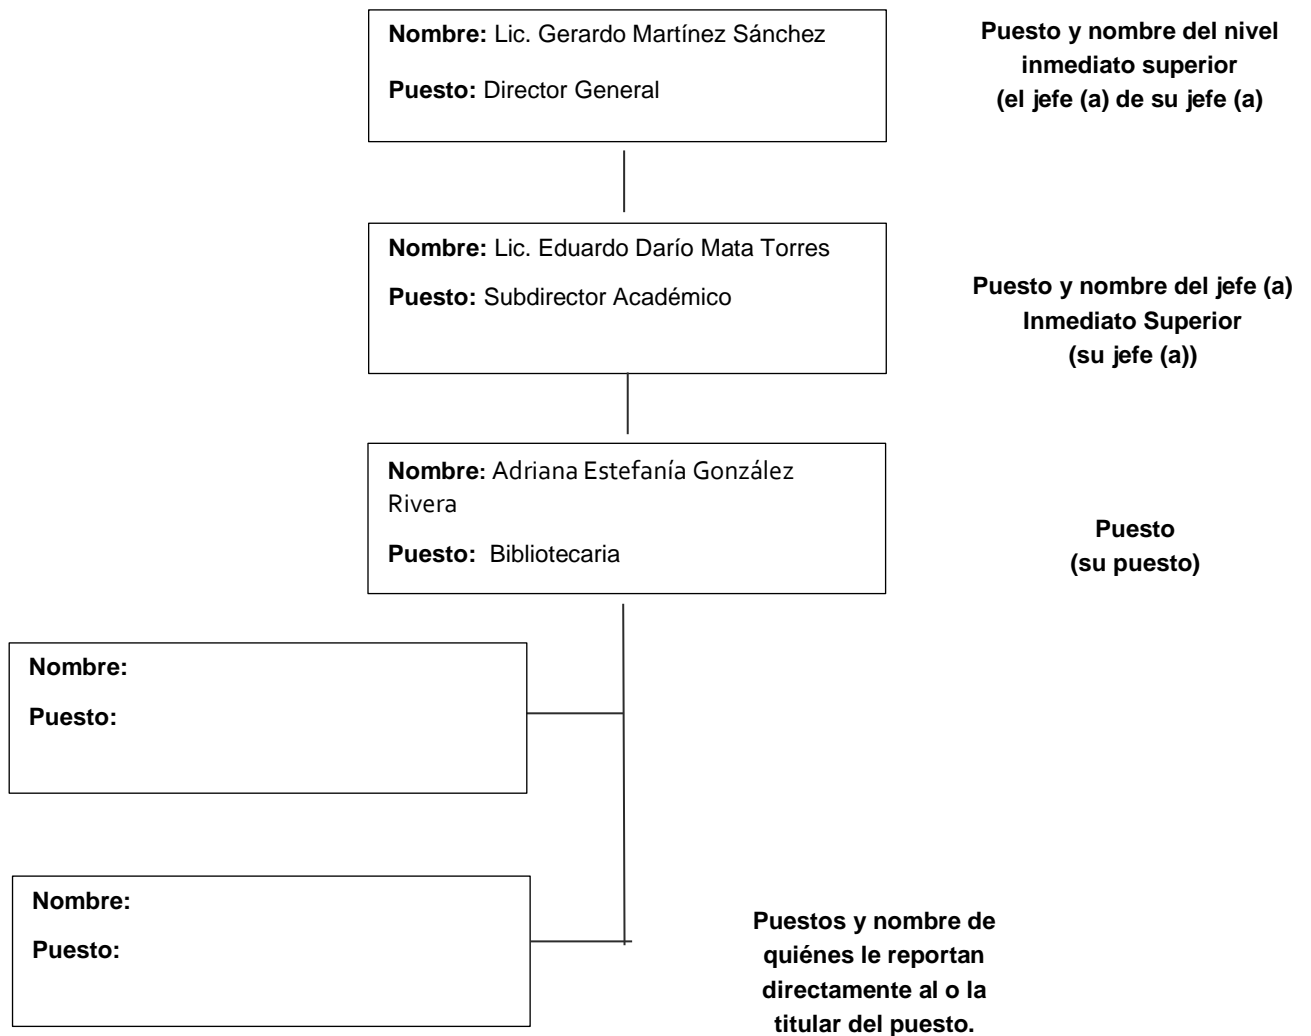 Nombre: Lic. Gerardo Martínez Sánchez
Puesto: Director General
Puesto y nombre del nivel
inmediato superior
(el jefe (a) de su jefe (a)
Nombre: Lic. Eduardo Darío Mata Torres
Puesto: Subdirector Académico
Puesto y nombre del jefe (a)
Inmediato Superior
(su jefe (a))
Nombre: Adriana Estefanía González
Rivera
Puesto: Bibliotecaria
Puesto
(su puesto)
Nombre:
Puesto:
Nombre:
Puesto:
Puestos y nombre de
quiénes le reportan
directamente al o la
titular del puesto.